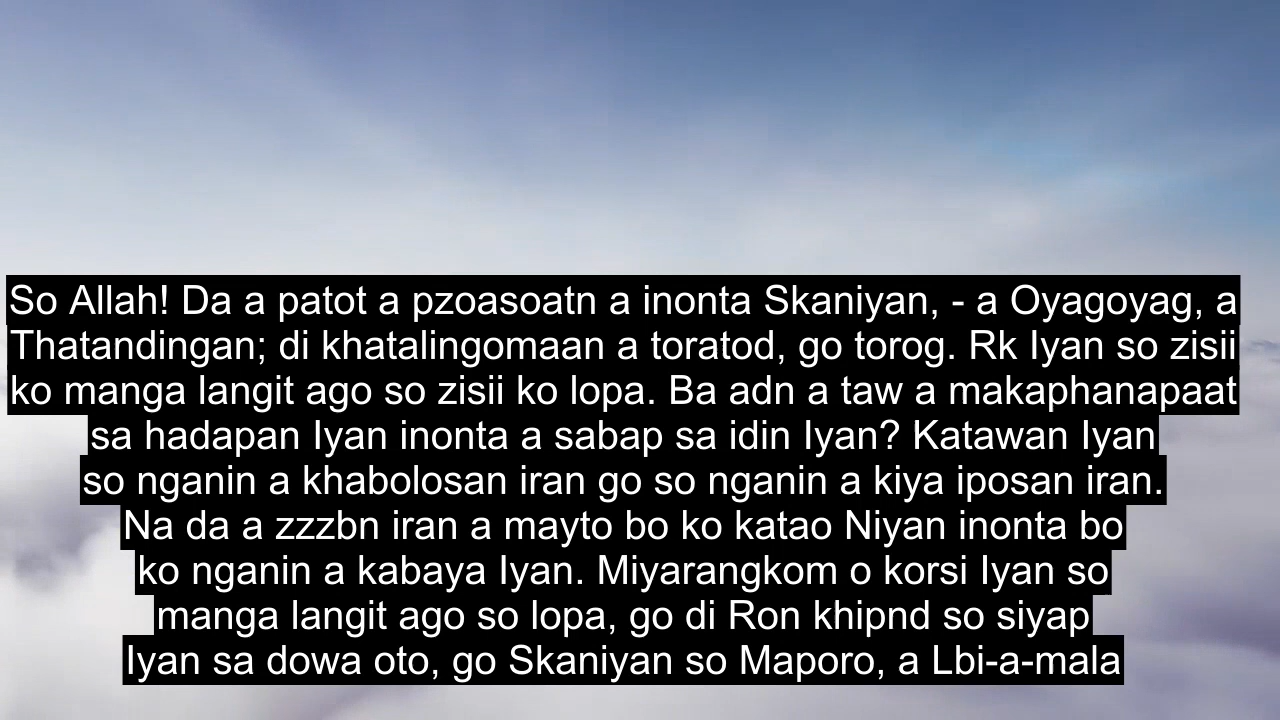 So Allah! Da a patot a pzoasoatn a inonta Skaniyan, - a Oyagoyag, a
Thatandingan; di khatalingomaan a toratod, go torog. Rk Iyan so zisii
ko manga langit ago so zisii ko lopa. Ba adn a taw a makaphanapaat
sa hadapan Iyan inonta a sabap sa idin Iyan? Katawan Iyan
so nganin a khabolosan iran go so nganin a kiya iposan iran.
Na da a zzzbn iran a mayto bo ko katao Niyan inonta bo
ko nganin a kabaya Iyan. Miyarangkom o korsi Iyan so
manga langit ago so lopa, go di Ron khipnd so siyap
Iyan sa dowa oto, go Skaniyan so Maporo, a Lbi-a-mala